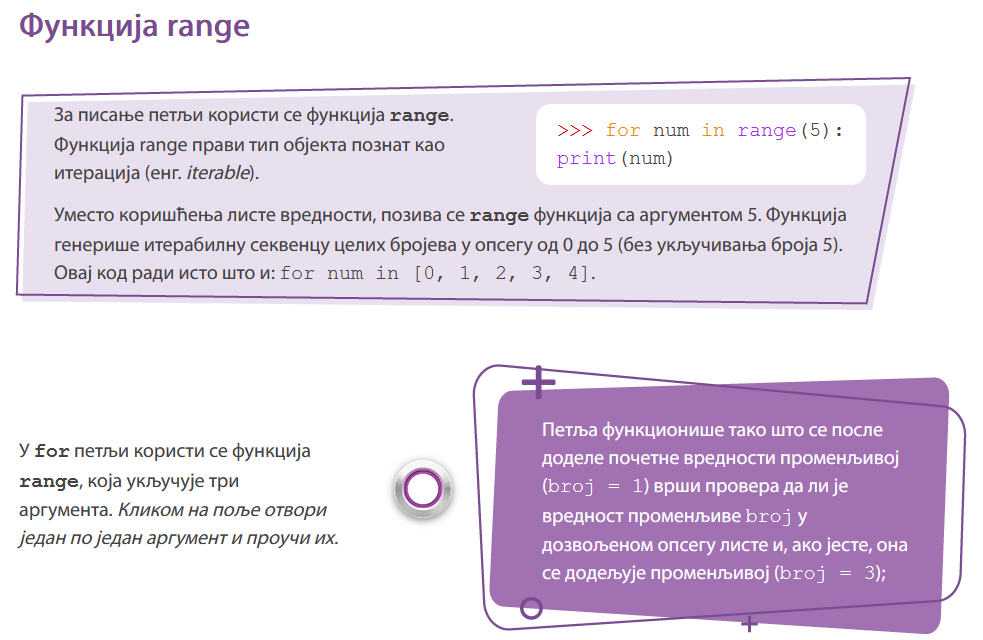 Функција range
За писање петљи користи се функција range.
Функција range прави тип објекта познат као
итерација (енг. iterable).
>>> for num in range(5):
print(num)
Уместо коришћења листе вредности, позива се range функција са аргументом 5. Функција
генерише итерабилну секвенцу целих бројева у опсегу од 0 до 5 (без укључивања броја 5).
Овај код ради исто што и: for num in [0, 1, 2, 3, 4].
У for петљи користи се функција
range, која укључује три
аргумента. Кликом на поље отвори
један по један аргумент и проучи их.
Петља функционише тако што се после
доделе почетне вредности променљивој
(broj = 1) врши провера да ли је
вредност променљиве broj у
дозвољеном опсегу листе и, ако јесте, она
се додељује променљивој (broj = 3);